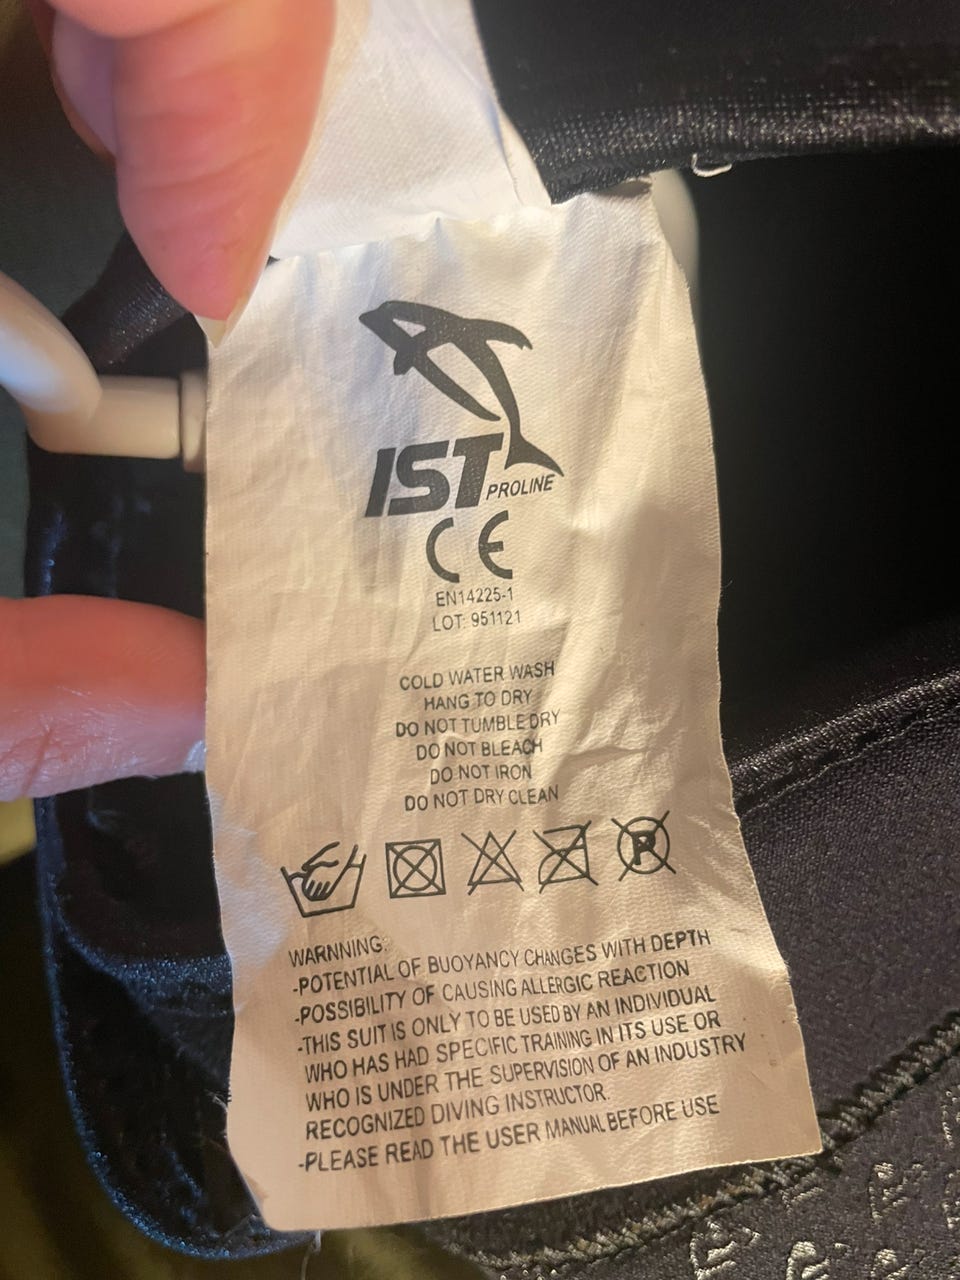 IST PROLINE
CE
EN14225-1
LOT: 951121
COLD WATER WASH
HANG TO DRY
DO NOT TUMBLE DRY
DO NOT BLEACH
DO NOT IRON
DO NOT DRY CLEAN
P
WARNNING:
-POTENTIAL OF BUOYANCY CHANGES WITH DEPTH
-POSSIBILITY OF CAUSING ALLERGIC REACTION
-THIS SUIT IS ONLY TO BE USED BY AN INDIVIDUAL
WHO HAS HAD SPECIFIC TRAINING IN ITS USE OR
WHO IS UNDER THE SUPERVISION OF AN INDUSTRY
RECOGNIZED DIVING INSTRUCTOR.
-PLEASE READ THE USER MANUAL BEFORE USE